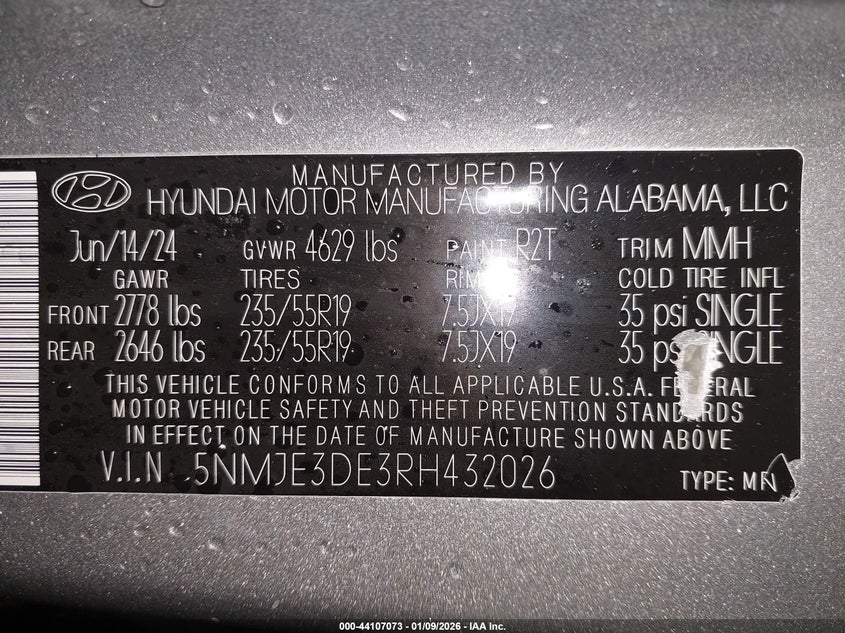 MANUFACTURED BY
HYUNDAI MOTOR MANUFACTURING ALABAMA, LLC
Jun/14/24 GVWR 4629 lbs PAINT R2T TRIM MMH
GAWR TIRES RIM COLD TIRE INFL
FRONT 2778 lbs 235/55R19 7.5JX19 35 psi SINGLE
REAR 2646 lbs 235/55R19 7.5JX19 35 psi SINGLE
THIS VEHICLE CONFORMS TO ALL APPLICABLE U.S.A. FEDERAL
MOTOR VEHICLE SAFETY AND THEFT PREVENTION STANDARDS
IN EFFECT ON THE DATE OF MANUFACTURE SHOWN ABOVE
V.I.N 5NMJE3DE3RH432026 TYPE: MPV
000-44107073 - 01/09/2026 - IAA Inc.